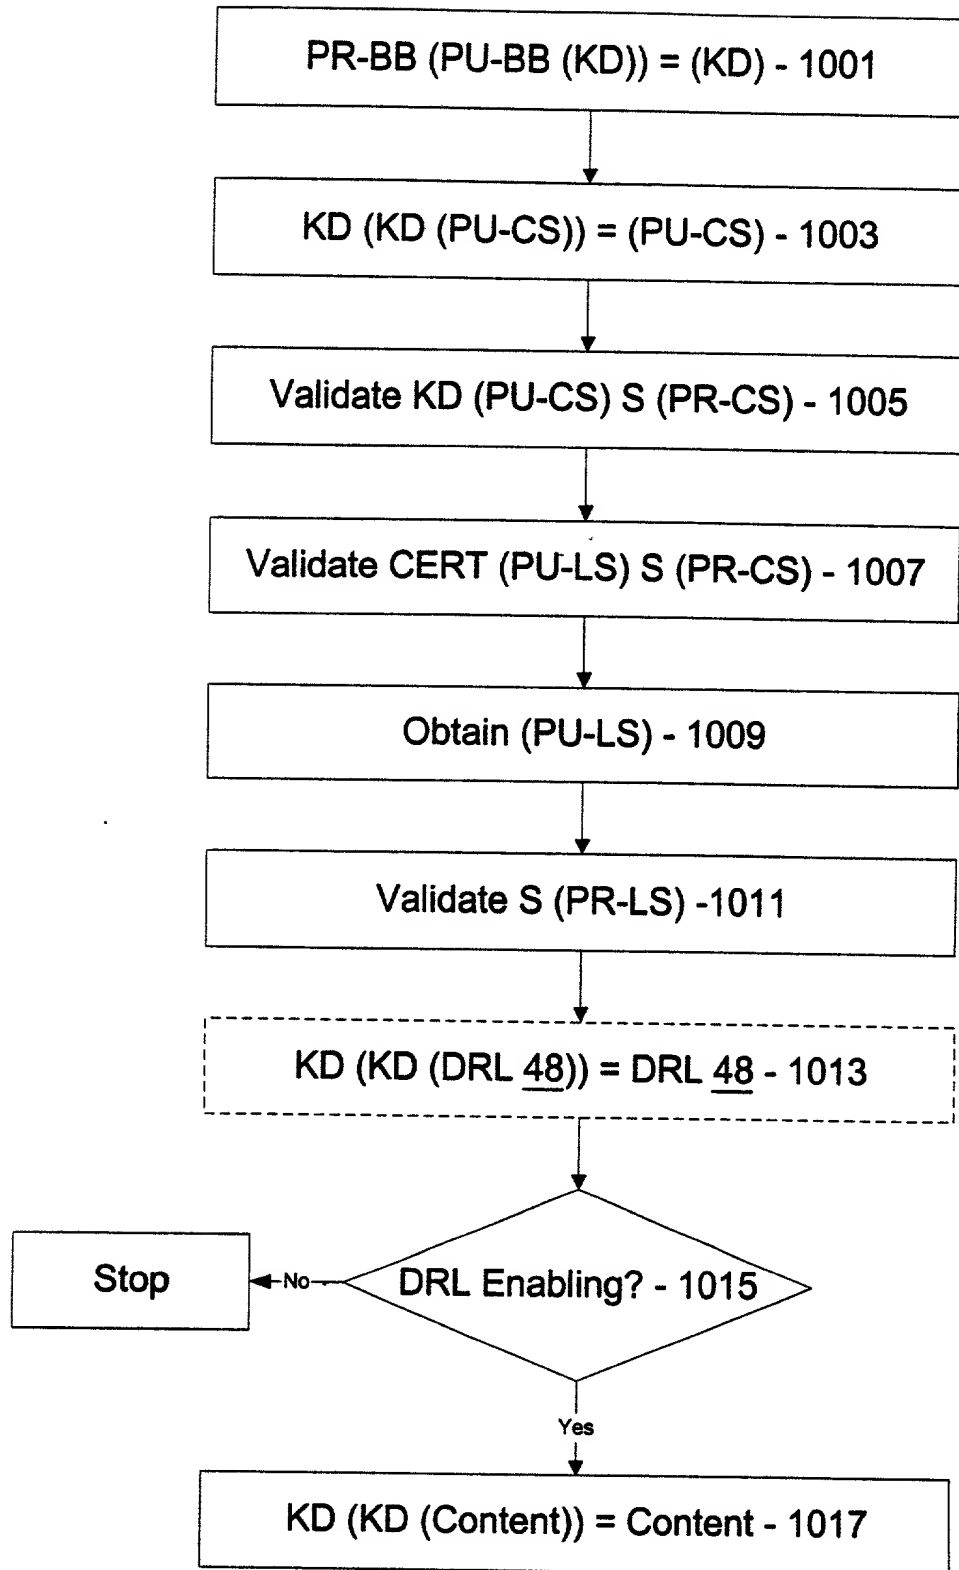 PR-BB (PU-BB (KD)) = (KD) - 1001
KD (KD (PU-CS)) = (PU-CS) - 1003
Validate KD (PU-CS) S (PR-CS) - 1005
Validate CERT (PU-LS) S (PR-CS) - 1007
Obtain (PU-LS) - 1009
Validate S (PR-LS) -1011
KD (KD (DRL 48)) = DRL 48 - 1013
DRL Enabling? - 1015
No
Stop
Yes
KD (KD (Content)) = Content - 1017